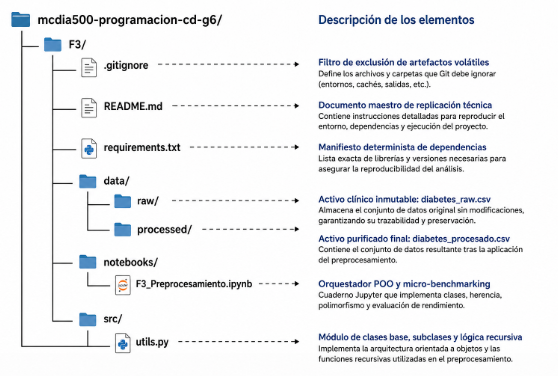 mcdia500-programacion-cd-g6/
Descripción de los elementos
F3/
.gitignore
Filtro de exclusión de artefactos volátiles
Define los archivos y carpetas que Git debe ignorar
(entornos, cachés, salidas, etc.).
README.md
Documento maestro de replicación técnica
Contiene instrucciones detalladas para reproducir el
entorno, dependencias y ejecución del proyecto.
requirements.txt
Manifiesto determinista de dependencias
Lista exacta de librerías y versiones necesarias para
asegurar la reproducibilidad del análisis.
data/
raw/
Activo clínico inmutable: diabetes_raw.csv
Almacena el conjunto de datos original sin modificaciones,
garantizando su trazabilidad y preservación.
processed/
Activo purificado final: diabetes_procesado.csv
Contiene el conjunto de datos resultante tras la aplicación
del preprocesamiento.
notebooks/
F3_Preprocesamiento.ipynb
Orquestador POO y micro-benchmarking
Cuaderno Jupyter que implementa clases, herencia,
polimorfismo y evaluación de rendimiento.
src/
utils.py
Módulo de clases base, subclases y lógica recursiva
Implementa la arquitectura orientada a objetos y las
funciones recursivas utilizadas en el preprocesamiento.